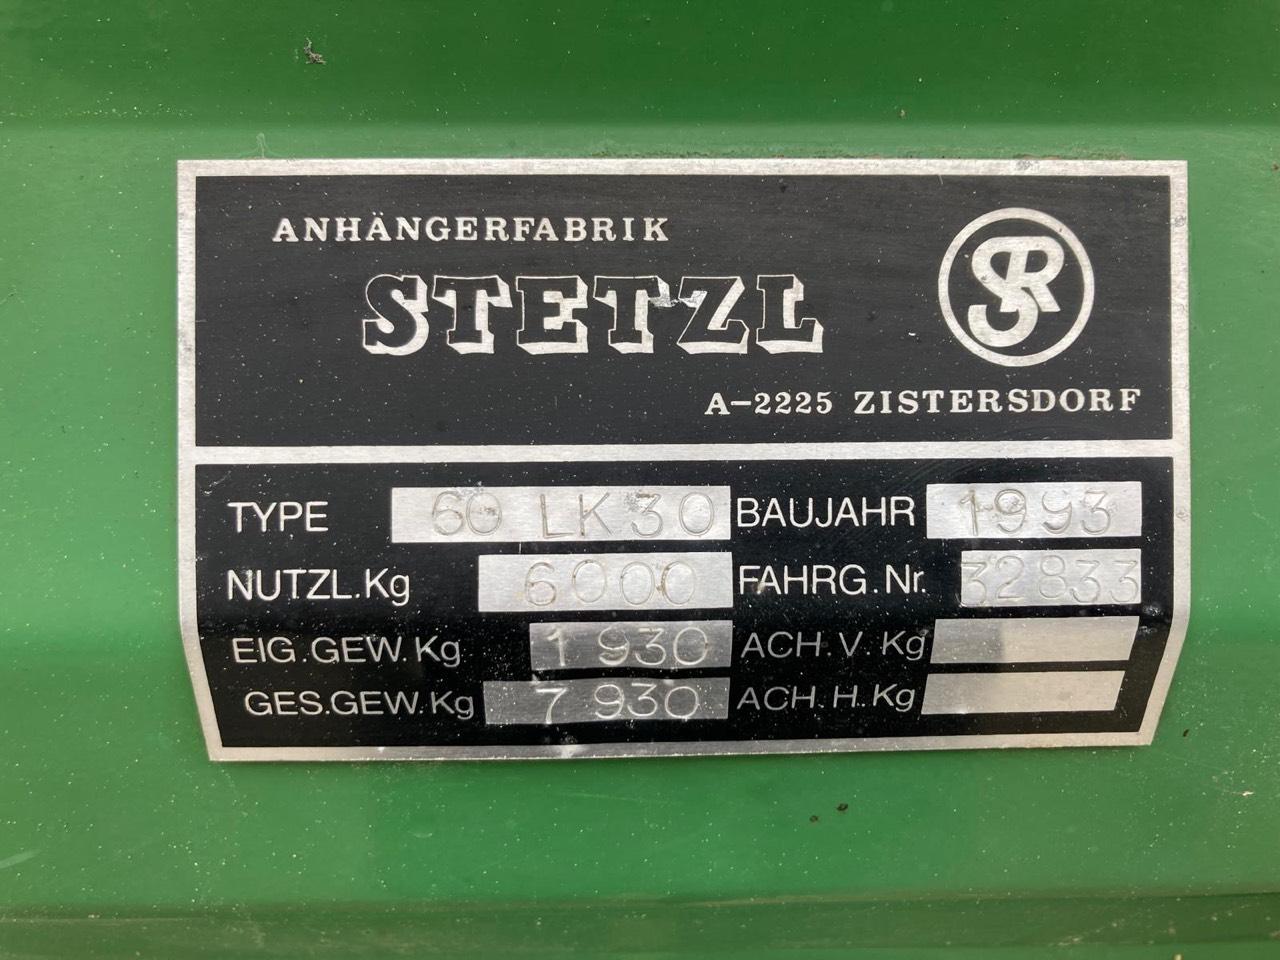 ANHÄNGERFABRIK
STETZL
SR
A-2225 ZISTERSDORF
TYPE 60 LK 30 BAUJAHR 1993
NUTZL.Kg 6000 FAHRG.Nr. 32833
EIG.GEW.Kg 1 930 ACH.V. Kg
GES.GEW.Kg 7 930 ACH.H.Kg